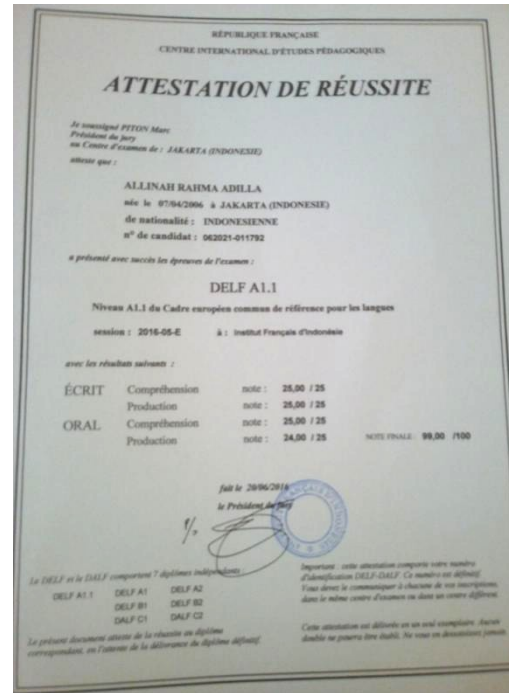 RÉPUBLIQUE FRANÇAISE
CENTRE INTERNATIONAL D'ÉTUDES PÉDAGOGIQUES
ATTESTATION DE RÉUSSITE
Je soussigné PITON Marc
Président du jury
au Centre d'examen de : JAKARTA (INDONESIE)
atteste que :
ALLINAH RAHMA ADILLA
née le 07/04/2006 à JAKARTA (INDONESIE)
de nationalité : INDONESIENNE
n° de candidat : 062021-011792
a présenté avec succès les épreuves de l'examen :
DELF A1.1
Niveau A1.1 du Cadre européen commun de référence pour les langues
session : 2016-05-E à : Institut Français d'Indonésie
avec les résultats suivants :
ÉCRIT Compréhension note : 25,00 / 25
Production note : 25,00 / 25
ORAL Compréhension note : 25,00 / 25
Production note : 24,00 / 25 NOTE FINALE : 99,00 /100
fait le 20/06/2016
le Président du jury
Le DELF et le DALF comportent 7 diplômes indépendants :
DELF A1.1 DELF A1 DELF A2
DELF B1 DELF B2
DALF C1 DALF C2
Le présent document atteste de la réussite au diplôme
correspondant, en l'attente de la délivrance du diplôme définitif.
Important : cette attestation comporte votre numéro
d'identification DELF-DALF. Ce numéro est définitif.
Vous devez le communiquer à chacune de vos inscriptions,
dans le même centre d'examen ou dans un centre différent.
Cette attestation est délivrée en un seul exemplaire. Aucun
double ne pourra être établi. Ne vous en dessaisissez jamais.